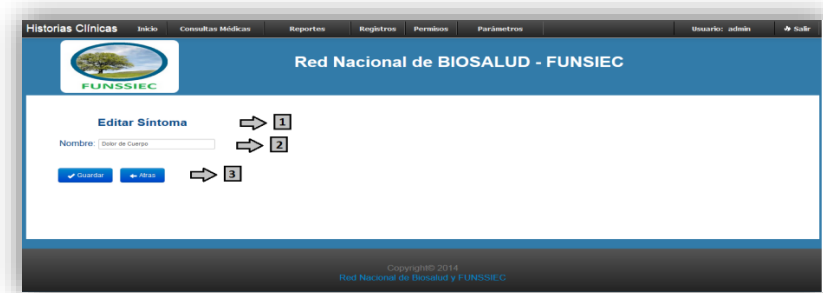 Historias Clínicas Inicio Consultas Médicas Reportes Registros Permisos Parámetros Usuario: admin Salir
FUNSSIEC
Red Nacional de BIOSALUD - FUNSIEC
Editar Síntoma 1
Nombre: Dolor de Cuerpo 2
Guardar Atras 3
Copyright© 2014
Red Nacional de Biosalud y FUNSSIEC